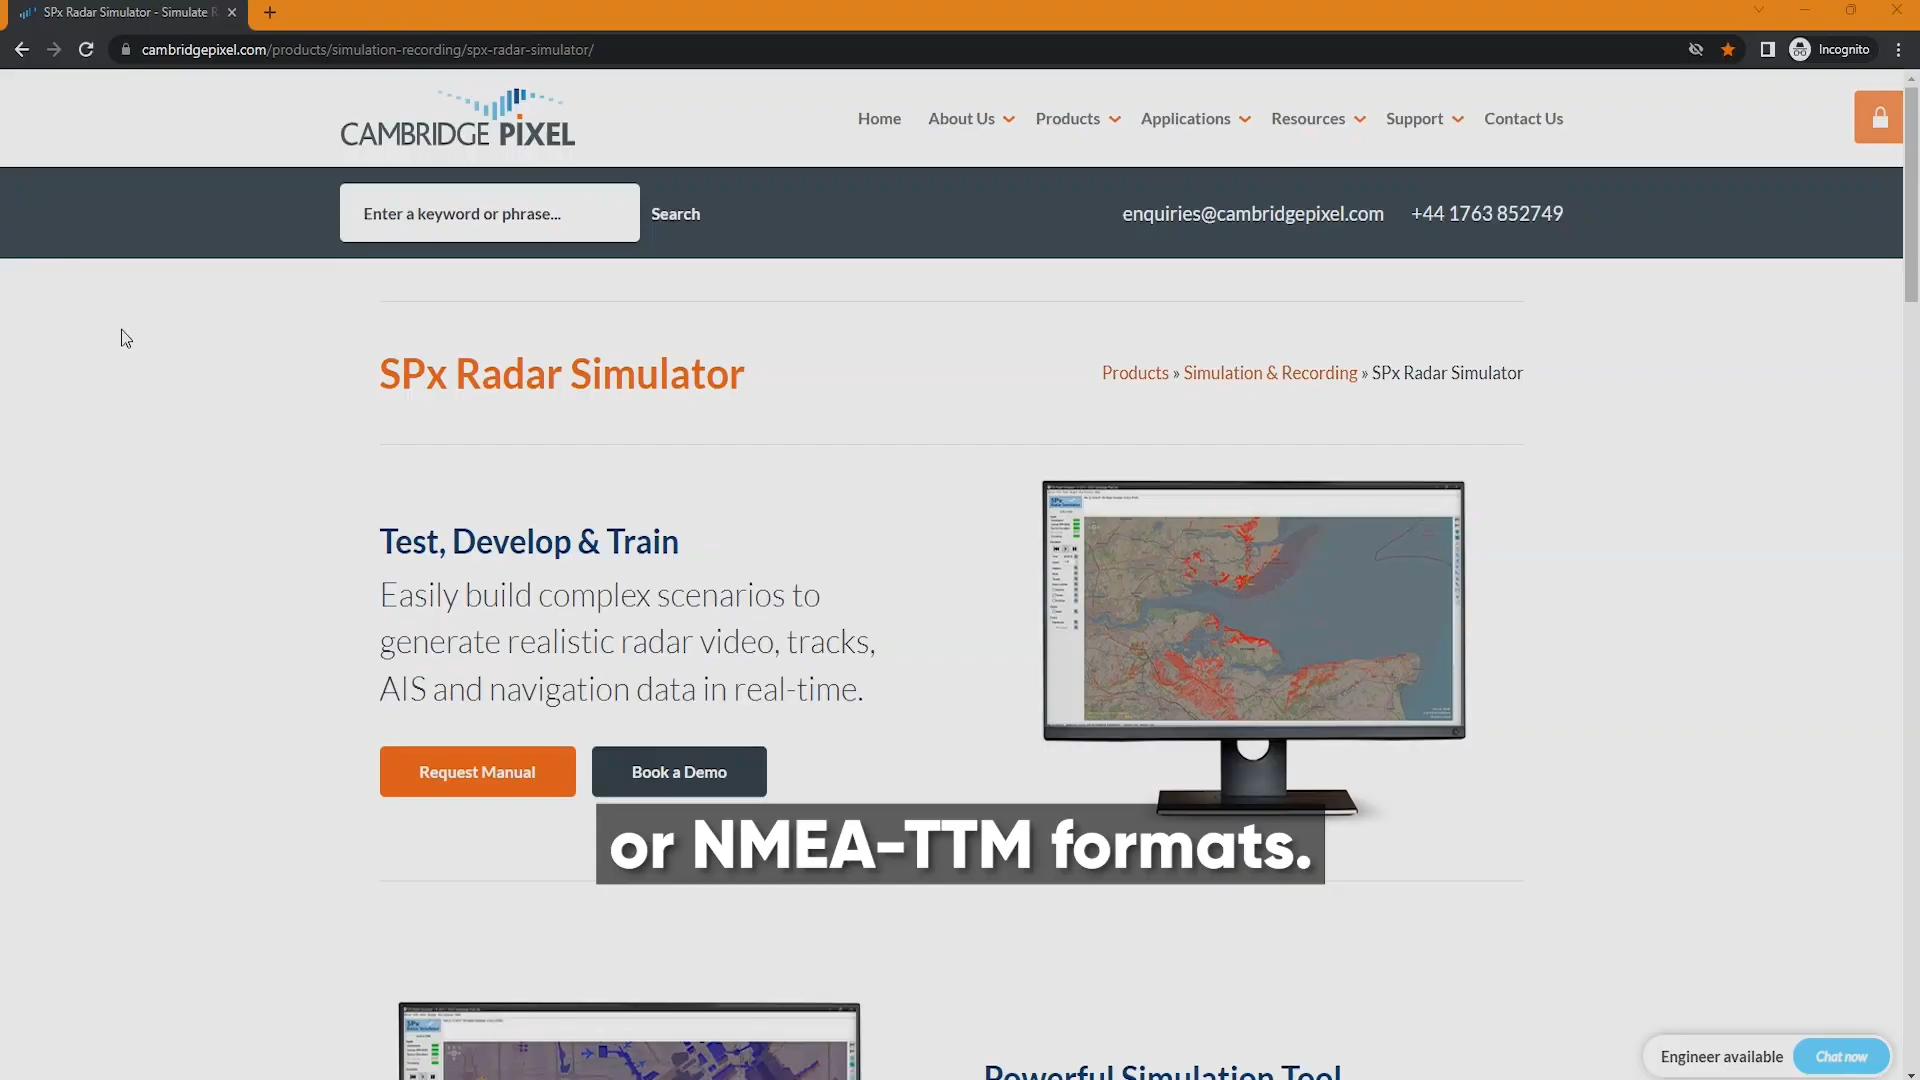 SPx Radar Simulator - Simulate R
cambridgepixel.com/products/simulation-recording/spx-radar-simulator/
Incognito
CAMBRIDGE PIXEL
Home
About Us
Products
Applications
Resources
Support
Contact Us
Enter a keyword or phrase...
Search
enquiries@cambridgepixel.com
+44 1763 852749
SPx Radar Simulator
Products » Simulation & Recording » SPx Radar Simulator
Test, Develop & Train
Easily build complex scenarios to
generate realistic radar video, tracks,
AIS and navigation data in real-time.
Request Manual
Book a Demo
or NMEA-TTM formats.
Powerful Simulation Tool
Engineer available
Chat now